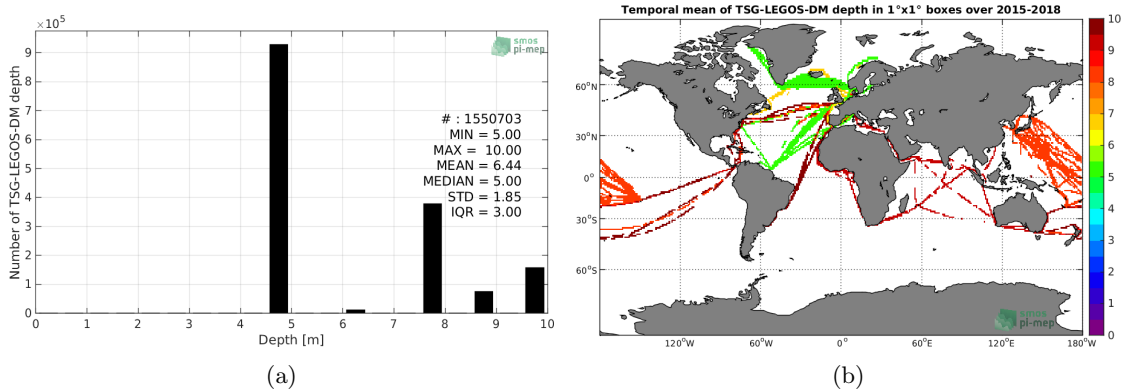 ×10⁵
9
8
7
6
5
4
3
2
1
0
Number of TSG-LEGOS-DM depth
smos
pi-mep
# : 1550703
MIN = 5.00
MAX = 10.00
MEAN = 6.44
MEDIAN = 5.00
STD = 1.85
IQR = 3.00
0 1 2 3 4 5 6 7 8 9 10
Depth [m]
(a)
Temporal mean of TSG-LEGOS-DM depth in 1°x1° boxes over 2015-2018
60°N
30°N
0°
30°S
60°S
120°W 60°W 0° 60°E 120°E 180°W
smos
pi-mep
10
9
8
7
6
5
4
3
2
1
0
(b)